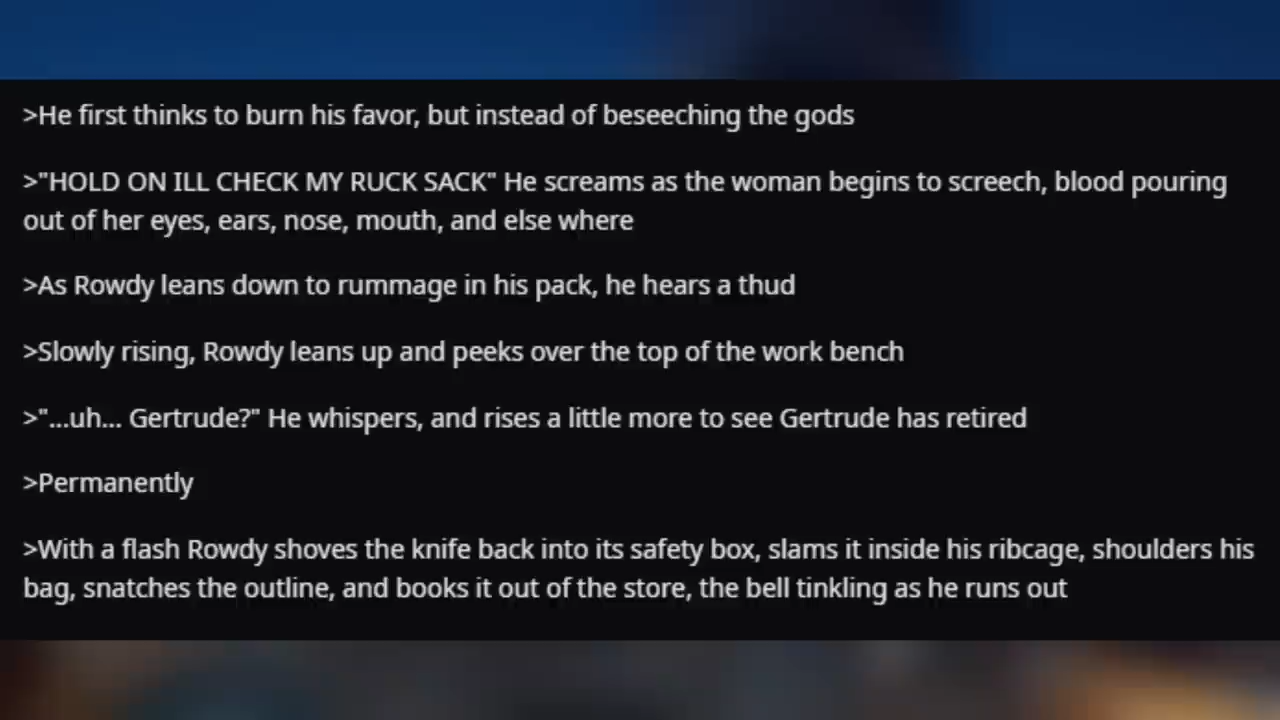 >He first thinks to burn his favor, but instead of beseeching the gods
>"HOLD ON ILL CHECK MY RUCK SACK" He screams as the woman begins to screech, blood pouring
out of her eyes, ears, nose, mouth, and else where
>As Rowdy leans down to rummage in his pack, he hears a thud
>Slowly rising, Rowdy leans up and peeks over the top of the work bench
>"...uh... Gertrude?" He whispers, and rises a little more to see Gertrude has retired
>Permanently
>With a flash Rowdy shoves the knife back into its safety box, slams it inside his ribcage, shoulders his
bag, snatches the outline, and books it out of the store, the bell tinkling as he runs out